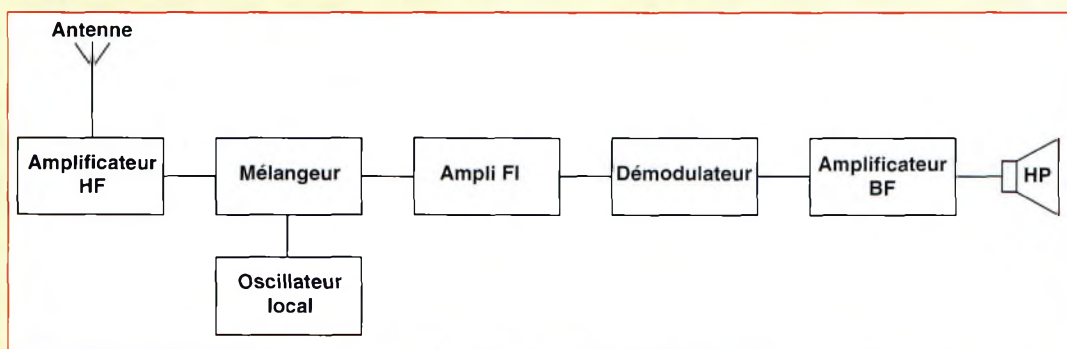 Antenne
Amplificateur
HF
Mélangeur
Ampli FI
Démodulateur
Amplificateur
BF
HP
Oscillateur
local